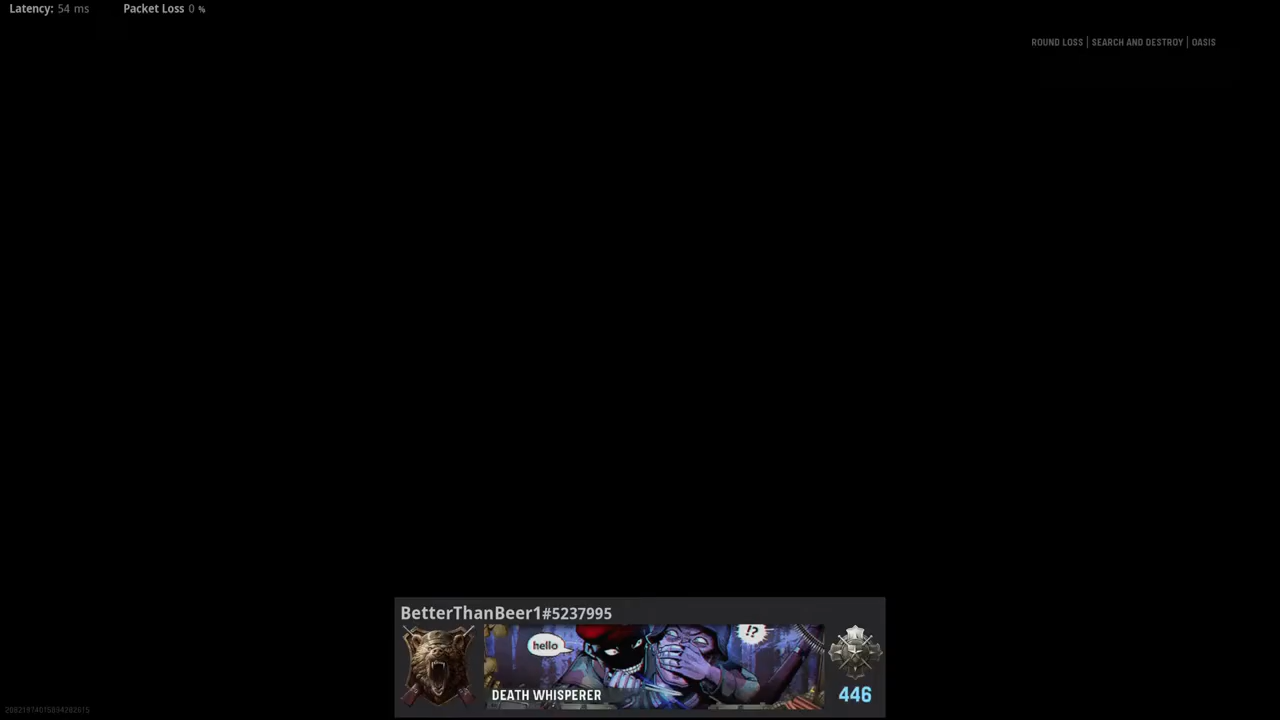 Latency: 54 ms Packet Loss 0 %
ROUND LOSS | SEARCH AND DESTROY | OASIS
BetterThanBeer1#5237995
hello
!?
DEATH WHISPERER
446